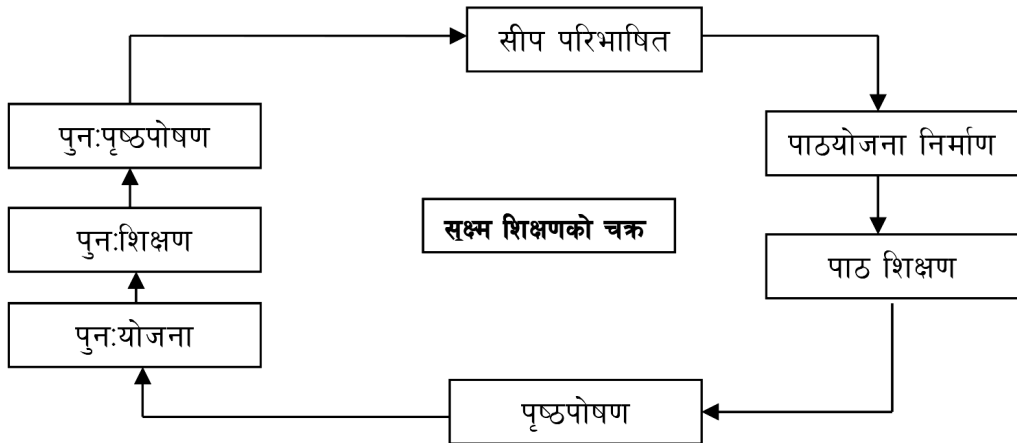 सीप परिभाषित
पाठयोजना निर्माण
पाठ शिक्षण
पृष्ठपोषण
पुन:योजना
पुन:शिक्षण
पुन:पृष्ठपोषण
सूक्ष्म शिक्षणको चक्र